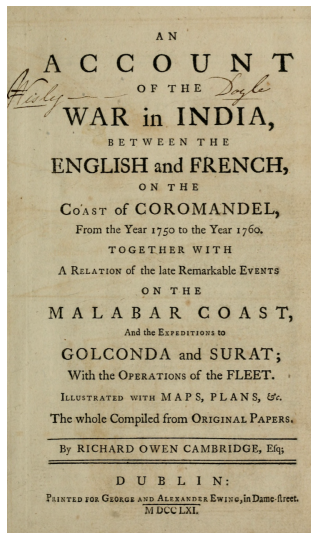 AN
ACCOUNT
OF THE
WAR in INDIA,
BETWEEN THE
ENGLISH and FRENCH,
ON THE
COAST of COROMANDEL,
From the Year 1750 to the Year 1760.
TOGETHER WITH
A RELATION of the late Remarkable EVENTS
ON THE
MALABAR COAST,
And the EXPEDITIONS to
GOLCONDA and SURAT;
With the OPERATIONS of the FLEET.
ILLUSTRATED WITH MAPS, PLANS, &c.
The whole Compiled from ORIGINAL PAPERS.
By RICHARD OWEN CAMBRIDGE, Esq;
DUBLIN:
PRINTED FOR GEORGE AND ALEXANDER EWING, in Dame-street.
M DCC LXI.